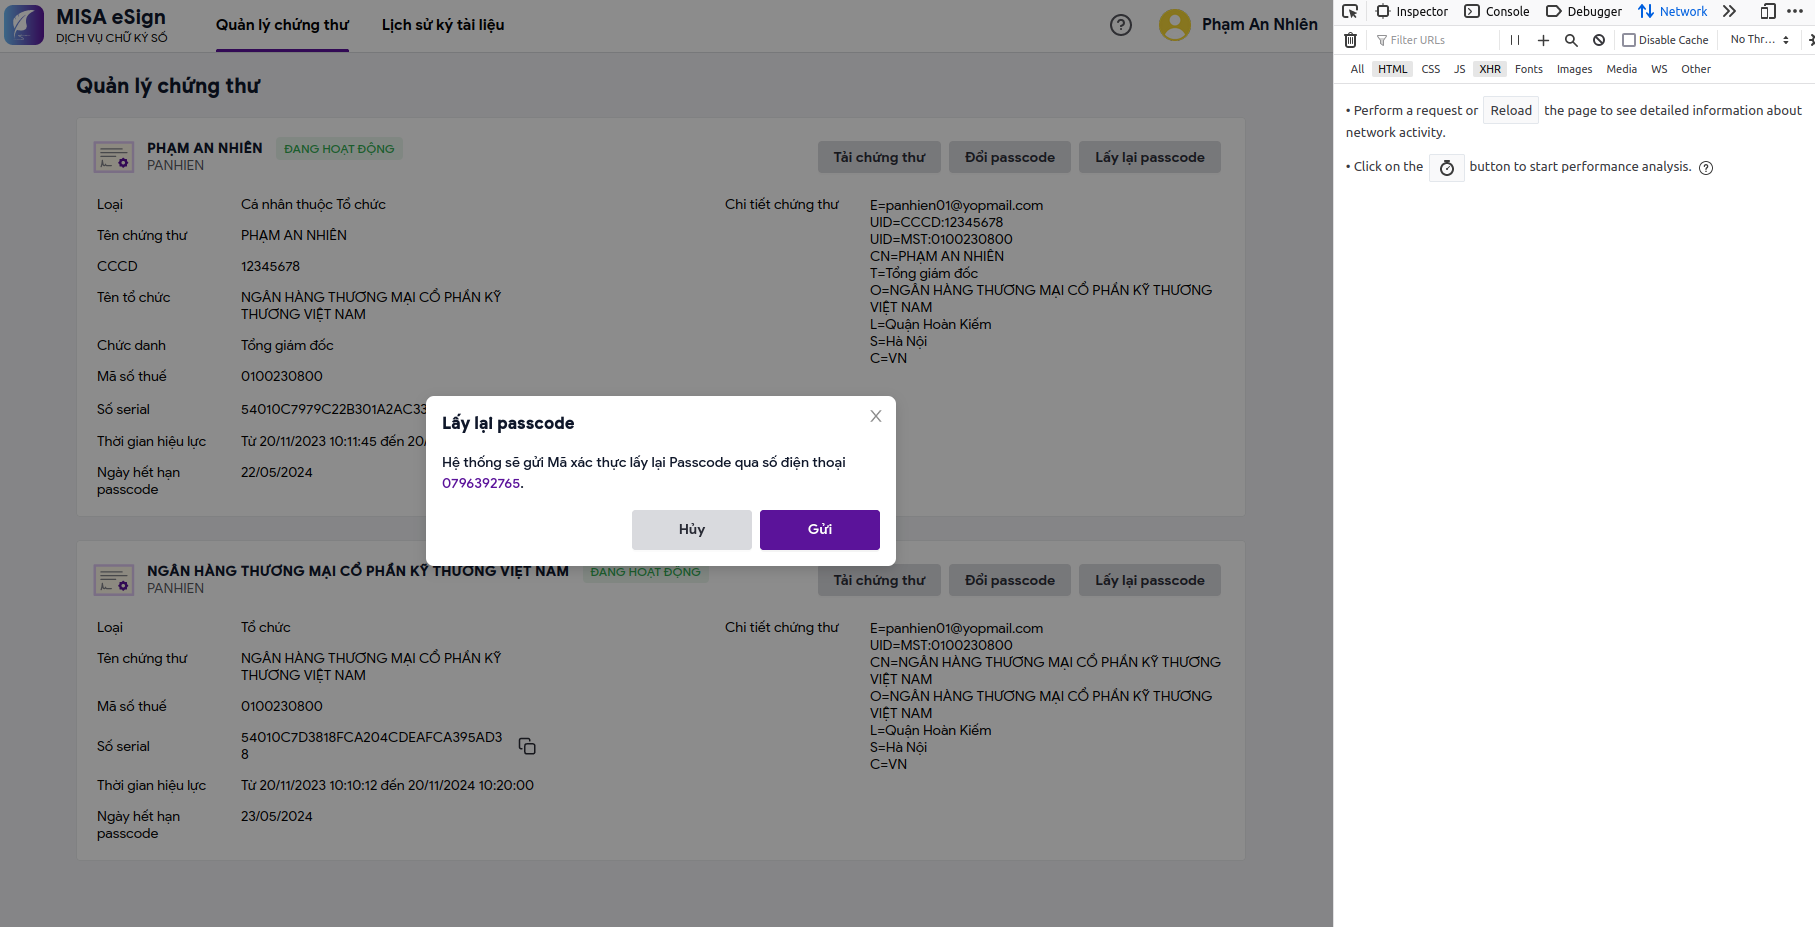 MISA eSign
DỊCH VỤ CHỮ KÝ SỐ
Quản lý chứng thư
Lịch sử ký tài liệu
Phạm An Nhiên
Quản lý chứng thư
PHẠM AN NHIÊN
ĐANG HOẠT ĐỘNG
PANHIEN
Tải chứng thư
Đổi passcode
Lấy lại passcode
Loại
Cá nhân thuộc Tổ chức
Tên chứng thư
PHẠM AN NHIÊN
CCCD
12345678
Tên tổ chức
NGÂN HÀNG THƯƠNG MẠI CỔ PHẦN KỸ
THƯƠNG VIỆT NAM
Chức danh
Tổng giám đốc
Mã số thuế
0100230800
Số serial
54010C7979C22B301A2AC33
Thời gian hiệu lực
Từ 20/11/2023 10:11:45 đến 20/
Ngày hết hạn
passcode
22/05/2024
Chi tiết chứng thư
E=panhien01@yopmail.com
UID=CCCD:12345678
UID=MST:0100230800
CN=PHẠM AN NHIÊN
T=Tổng giám đốc
O=NGÂN HÀNG THƯƠNG MẠI CỔ PHẦN KỸ THƯƠNG
VIỆT NAM
L=Quận Hoàn Kiếm
S=Hà Nội
C=VN
Lấy lại passcode
Hệ thống sẽ gửi Mã xác thực lấy lại Passcode qua số điện thoại
0796392765.
Hủy
Gửi
NGÂN HÀNG THƯƠNG MẠI CỔ PHẦN KỸ THƯƠNG VIỆT NAM
ĐANG HOẠT ĐỘNG
PANHIEN
Tải chứng thư
Đổi passcode
Lấy lại passcode
Loại
Tổ chức
Tên chứng thư
NGÂN HÀNG THƯƠNG MẠI CỔ PHẦN KỸ
THƯƠNG VIỆT NAM
Mã số thuế
0100230800
Số serial
54010C7D3818FCA204CDEAFCA395AD3
8
Thời gian hiệu lực
Từ 20/11/2023 10:10:12 đến 20/11/2024 10:20:00
Ngày hết hạn
passcode
23/05/2024
Chi tiết chứng thư
E=panhien01@yopmail.com
UID=MST:0100230800
CN=NGÂN HÀNG THƯƠNG MẠI CỔ PHẦN KỸ THƯƠNG
VIỆT NAM
O=NGÂN HÀNG THƯƠNG MẠI CỔ PHẦN KỸ THƯƠNG
VIỆT NAM
L=Quận Hoàn Kiếm
S=Hà Nội
C=VN
Inspector
Console
Debugger
Network
Filter URLs
Disable Cache
No Thr...
All HTML CSS JS XHR Fonts Images Media WS Other
• Perform a request or Reload the page to see detailed information about
network activity.
• Click on the button to start performance analysis.